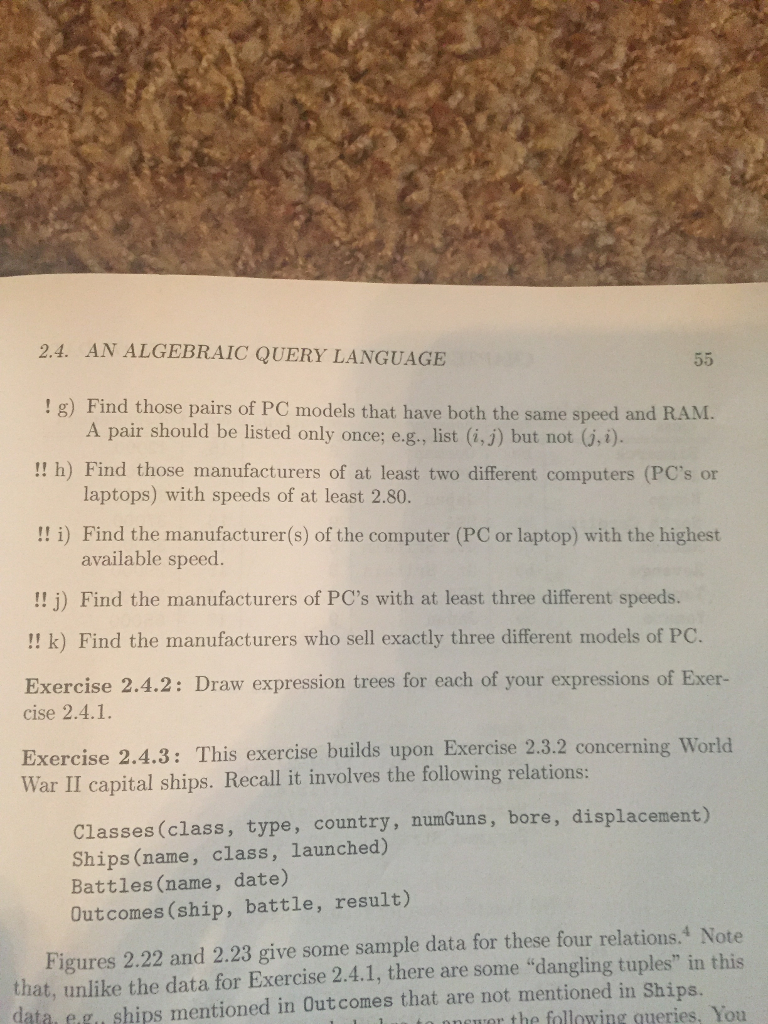 2.4. AN ALGEBRAIC QUERY LANGUAGE 55
! g) Find those pairs of PC models that have both the same speed and RAM.
A pair should be listed only once; e.g., list (i, j) but not (j, i).
!! h) Find those manufacturers of at least two different computers (PC's or
laptops) with speeds of at least 2.80.
!! i) Find the manufacturer(s) of the computer (PC or laptop) with the highest
available speed.
!! j) Find the manufacturers of PC's with at least three different speeds.
!! k) Find the manufacturers who sell exactly three different models of PC.
Exercise 2.4.2: Draw expression trees for each of your expressions of Exer-
cise 2.4.1.
Exercise 2.4.3: This exercise builds upon Exercise 2.3.2 concerning World
War II capital ships. Recall it involves the following relations:
Classes(class, type, country, numGuns, bore, displacement)
Ships(name, class, launched)
Battles(name, date)
Outcomes(ship, battle, result)
Figures 2.22 and 2.23 give some sample data for these four relations.⁴ Note
that, unlike the data for Exercise 2.4.1, there are some "dangling tuples" in this
data, e.g., ships mentioned in Outcomes that are not mentioned in Ships.
to answer the following queries. You